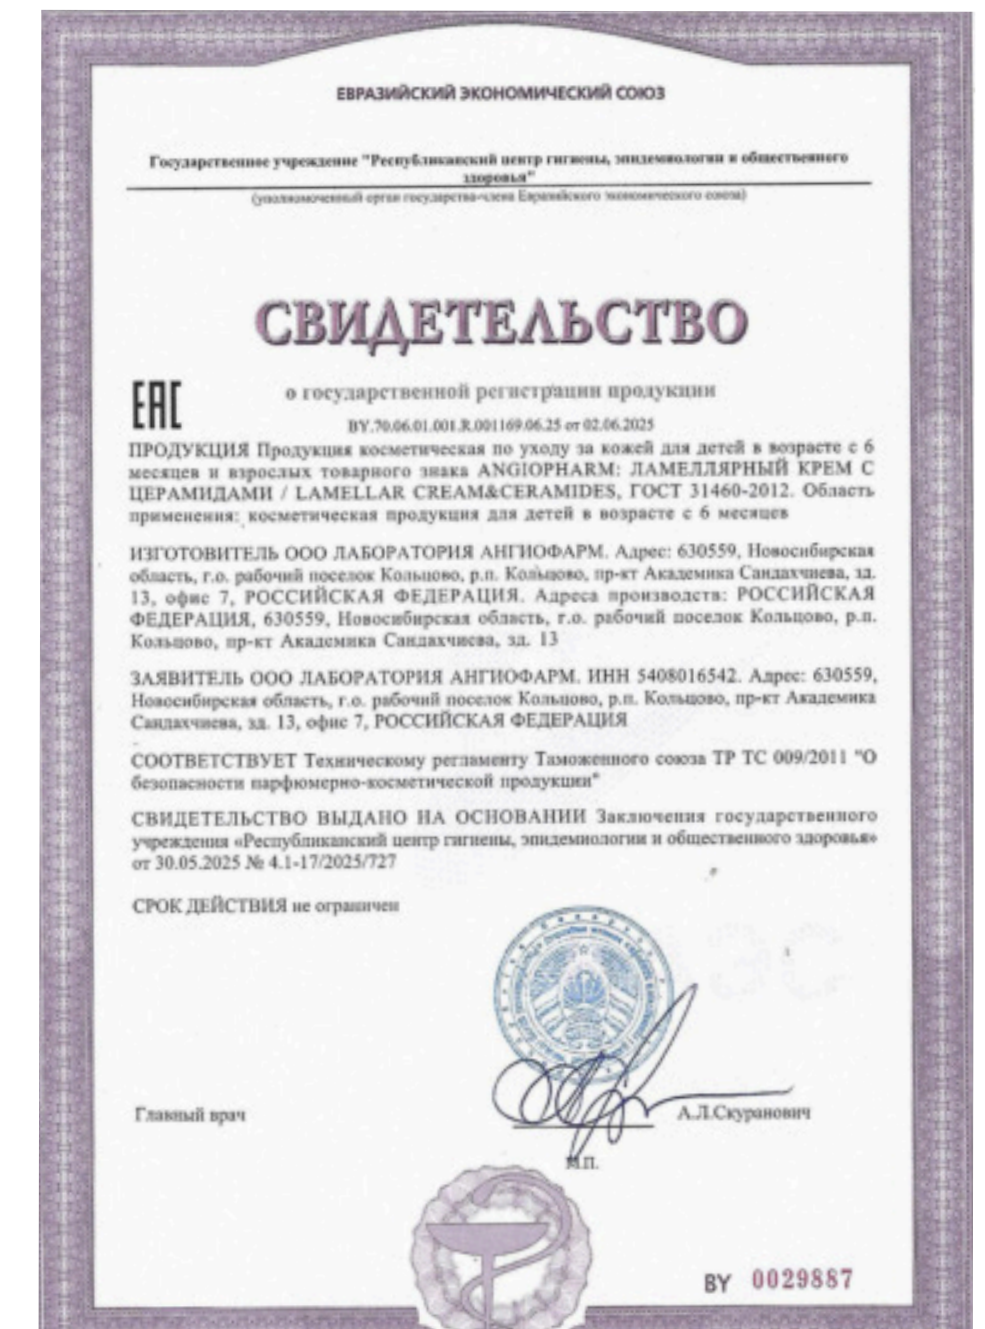 ЕВРАЗИЙСКИЙ ЭКОНОМИЧЕСКИЙ СОЮЗ
Государственное учреждение "Республиканский центр гигиены, эпидемиологии и общественного
здоровья"
(уполномоченный орган государства-члена Евразийского экономического союза)
СВИДЕТЕЛЬСТВО
EAC
о государственной регистрации продукции
BY.70.06.01.001.R.001169.06.25 от 02.06.2025
ПРОДУКЦИЯ Продукция косметическая по уходу за кожей для детей в возрасте с 6
месяцев и взрослых товарного знака ANGIOPHARM: ЛАМЕЛЛЯРНЫЙ КРЕМ С
ЦЕРАМИДАМИ / LAMELLAR CREAM&CERAMIDES, ГОСТ 31460-2012. Область
применения: косметическая продукция для детей в возрасте с 6 месяцев
ИЗГОТОВИТЕЛЬ ООО ЛАБОРАТОРИЯ АНГИОФАРМ. Адрес: 630559, Новосибирская
область, г.о. рабочий поселок Кольцово, р.п. Кольцово, пр-кт Академика Сандахчиева, зд.
13, офис 7, РОССИЙСКАЯ ФЕДЕРАЦИЯ. Адреса производств: РОССИЙСКАЯ
ФЕДЕРАЦИЯ, 630559, Новосибирская область, г.о. рабочий поселок Кольцово, р.п.
Кольцово, пр-кт Академика Сандахчиева, зд. 13
ЗАЯВИТЕЛЬ ООО ЛАБОРАТОРИЯ АНГИОФАРМ. ИНН 5408016542. Адрес: 630559,
Новосибирская область, г.о. рабочий поселок Кольцово, р.п. Кольцово, пр-кт Академика
Сандахчиева, зд. 13, офис 7, РОССИЙСКАЯ ФЕДЕРАЦИЯ
СООТВЕТСТВУЕТ Техническому регламенту Таможенного союза ТР ТС 009/2011 "О
безопасности парфюмерно-косметической продукции"
СВИДЕТЕЛЬСТВО ВЫДАНО НА ОСНОВАНИИ Заключения государственного
учреждения «Республиканский центр гигиены, эпидемиологии и общественного здоровья»
от 30.05.2025 № 4.1-17/2025/727
СРОК ДЕЙСТВИЯ не ограничен
Главный врач
А.Л.Скуранович
М.П.
BY 0029887